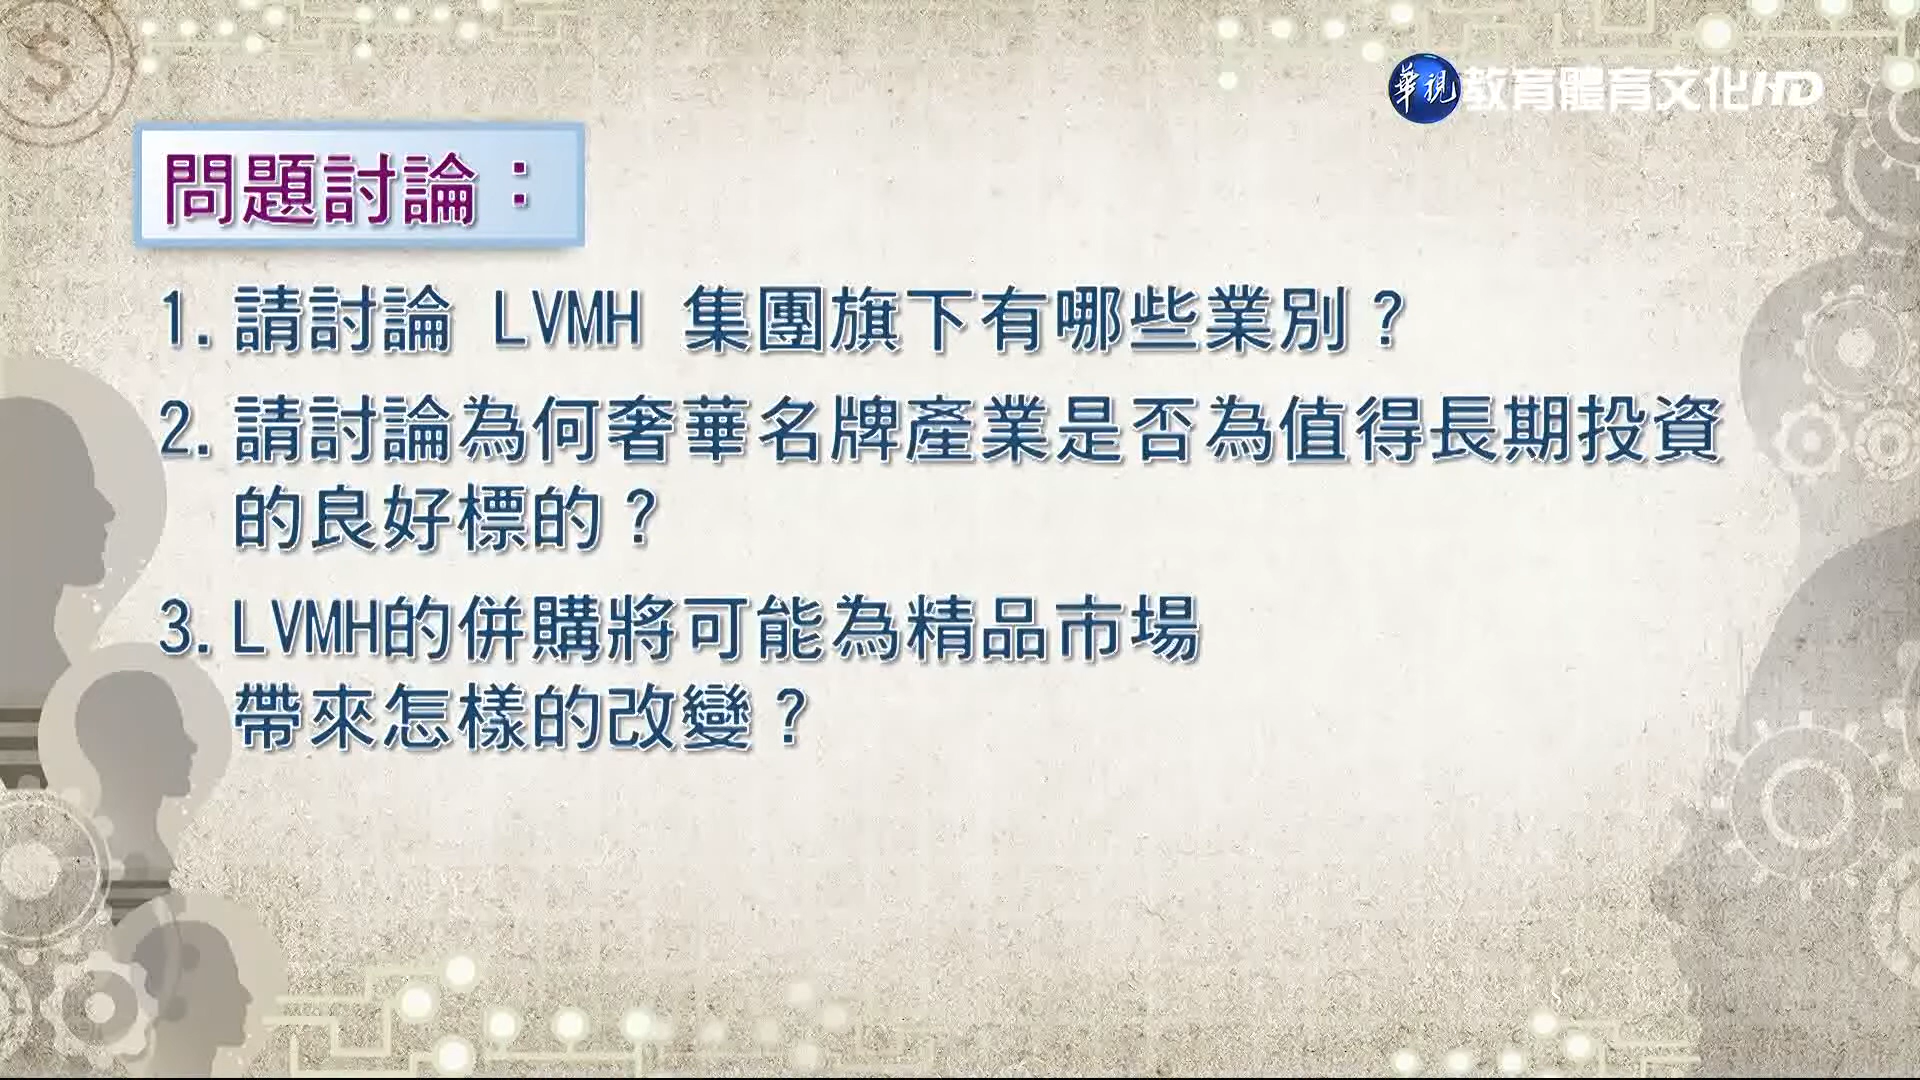 華視 教育體育文化HD
問題討論：
1.請討論 LVMH 集團旗下有哪些業別？
2.請討論為何奢華名牌產業是否為值得長期投資
的良好標的？
3.LVMH的併購將可能為精品市場
帶來怎樣的改變？